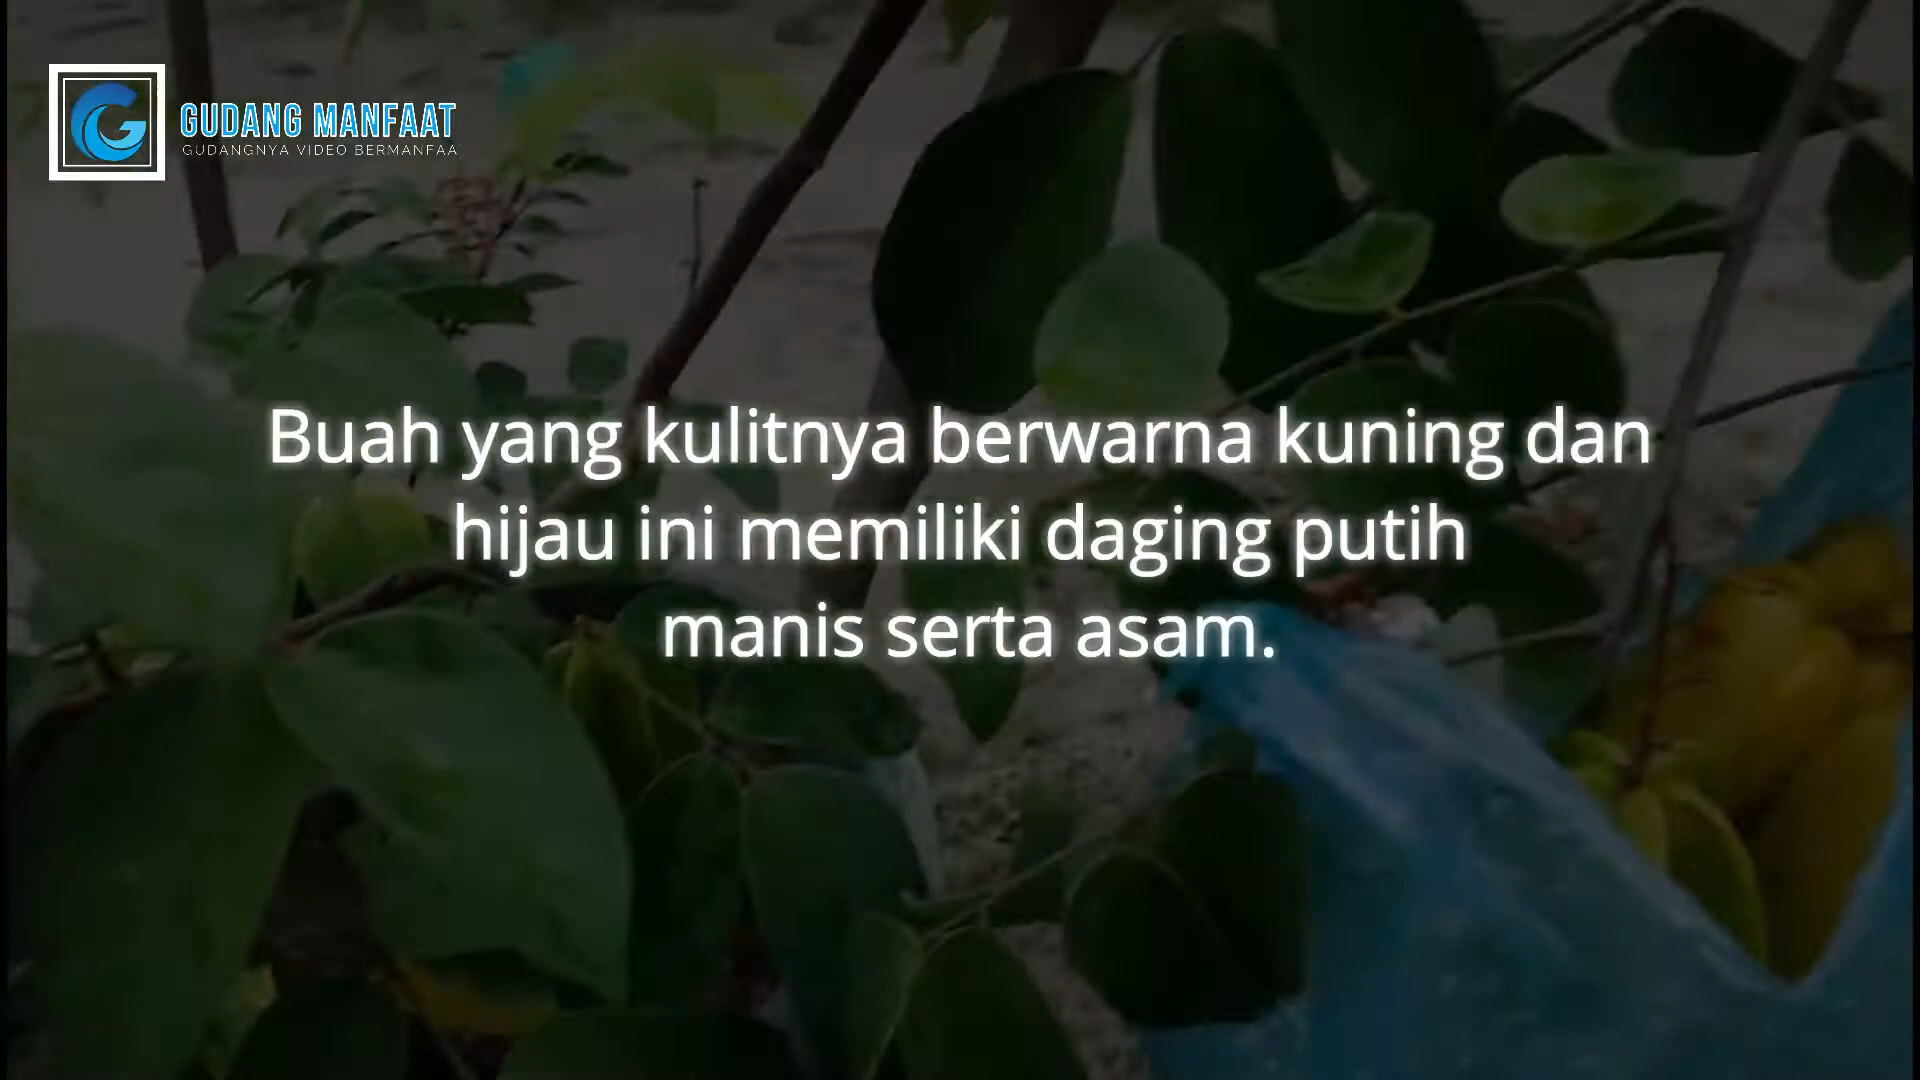 GUDANG MANFAAT
GUDANGNYA VIDEO BERMANFAA
Buah yang kulitnya berwarna kuning dan
hijau ini memiliki daging putih
manis serta asam.